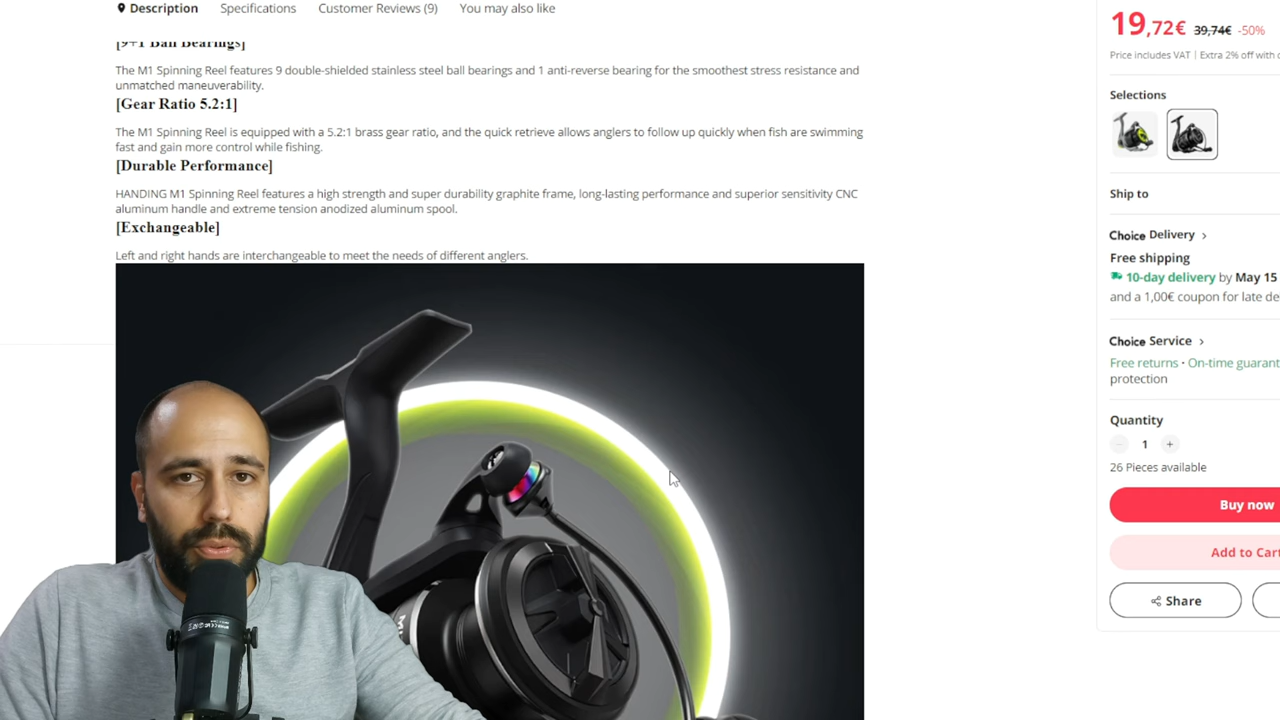 Description Specifications Customer Reviews (9) You may also like
[9+1 Ball Bearings]
The M1 Spinning Reel features 9 double-shielded stainless steel ball bearings and 1 anti-reverse bearing for the smoothest stress resistance and
unmatched maneuverability.
[Gear Ratio 5.2:1]
The M1 Spinning Reel is equipped with a 5.2:1 brass gear ratio, and the quick retrieve allows anglers to follow up quickly when fish are swimming
fast and gain more control while fishing.
[Durable Performance]
HANDING M1 Spinning Reel features a high strength and super durability graphite frame, long-lasting performance and superior sensitivity CNC
aluminum handle and extreme tension anodized aluminum spool.
[Exchangeable]
Left and right hands are interchangeable to meet the needs of different anglers.
19,72€ 39,74€ -50%
Price includes VAT | Extra 2% off with
Selections
Ship to
Choice Delivery >
Free shipping
10-day delivery by May 15
and a 1,00€ coupon for late
Choice Service >
Free returns · On-time
protection
Quantity
− 1 +
26 Pieces available
Buy now
Add to Cart
Share